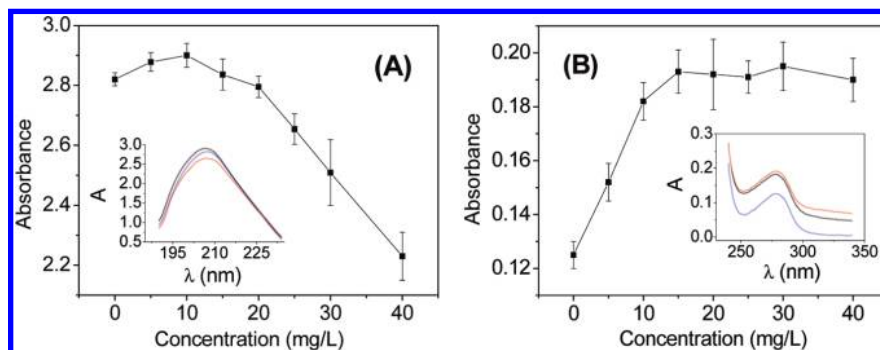 3.0
(A)
2.8
2.6
2.4
2.2
Absorbance
3.0
2.5
2.0
1.5
1.0
0.5
A
195 210 225
λ (nm)
0 10 20 30 40
Concentration (mg/L)
0.20
(B)
0.18
0.16
0.14
0.12
Absorbance
0.3
0.2
0.1
0.0
A
250 300 350
λ (nm)
0 10 20 30 40
Concentration (mg/L)